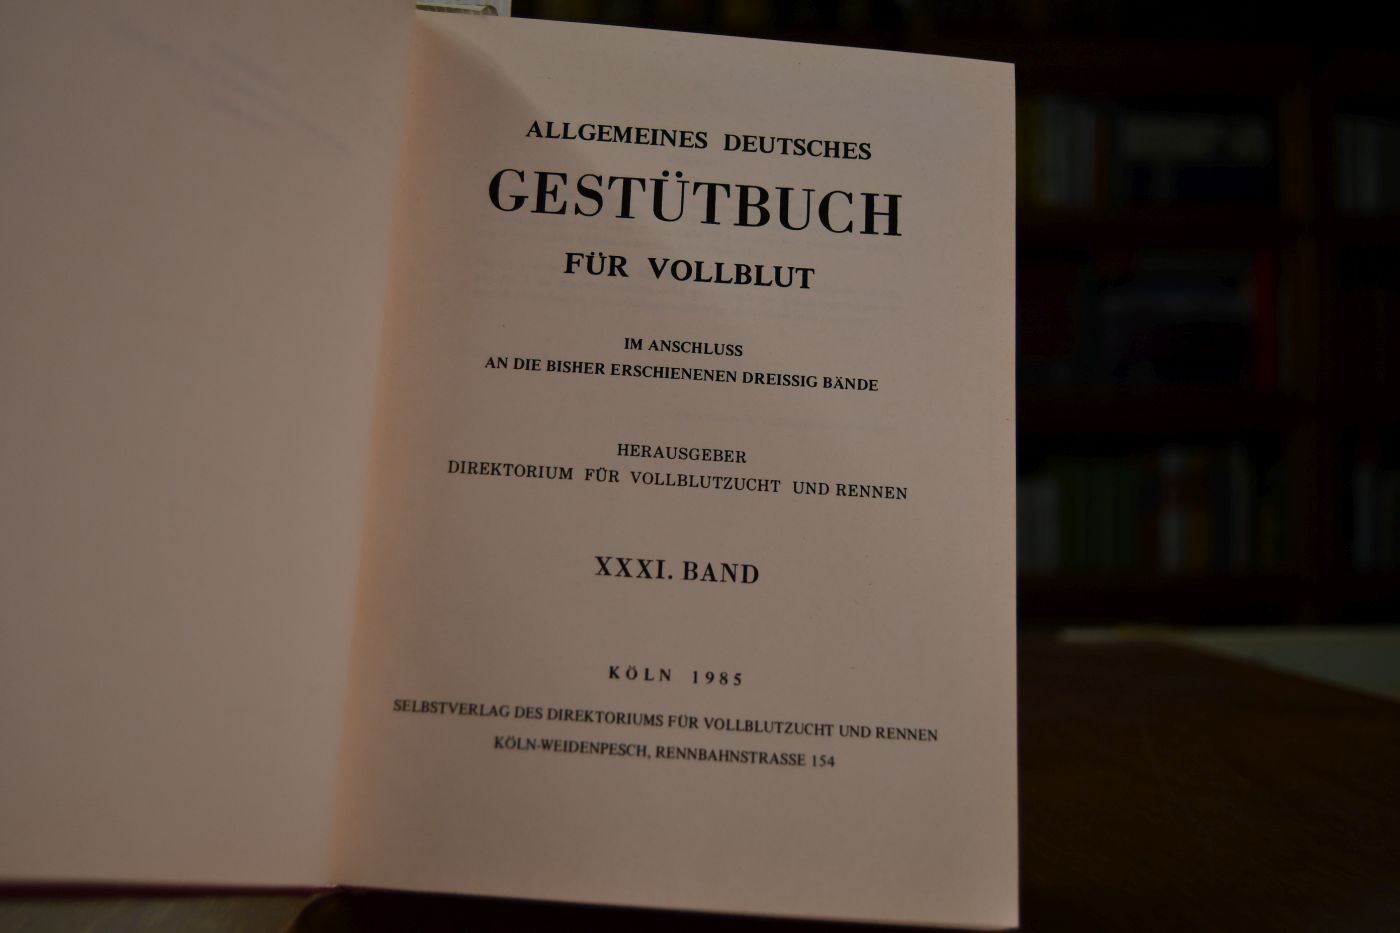 ALLGEMEINES DEUTSCHES
GESTÜTBUCH
FÜR VOLLBLUT
IM ANSCHLUSS
AN DIE BISHER ERSCHIENENEN DREISSIG BÄNDE
HERAUSGEBER
DIREKTORIUM FÜR VOLLBLUTZUCHT UND RENNEN
XXXI. BAND
KÖLN 1985
SELBSTVERLAG DES DIREKTORIUMS FÜR VOLLBLUTZUCHT UND RENNEN
KÖLN-WEIDENPESCH, RENNBAHNSTRASSE 154